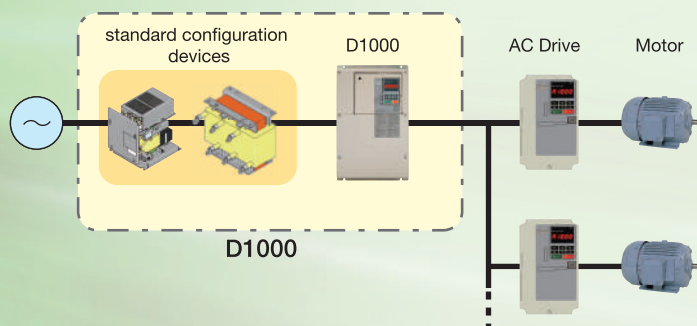 standard configuration
devices
D1000
AC Drive
Motor
D1000